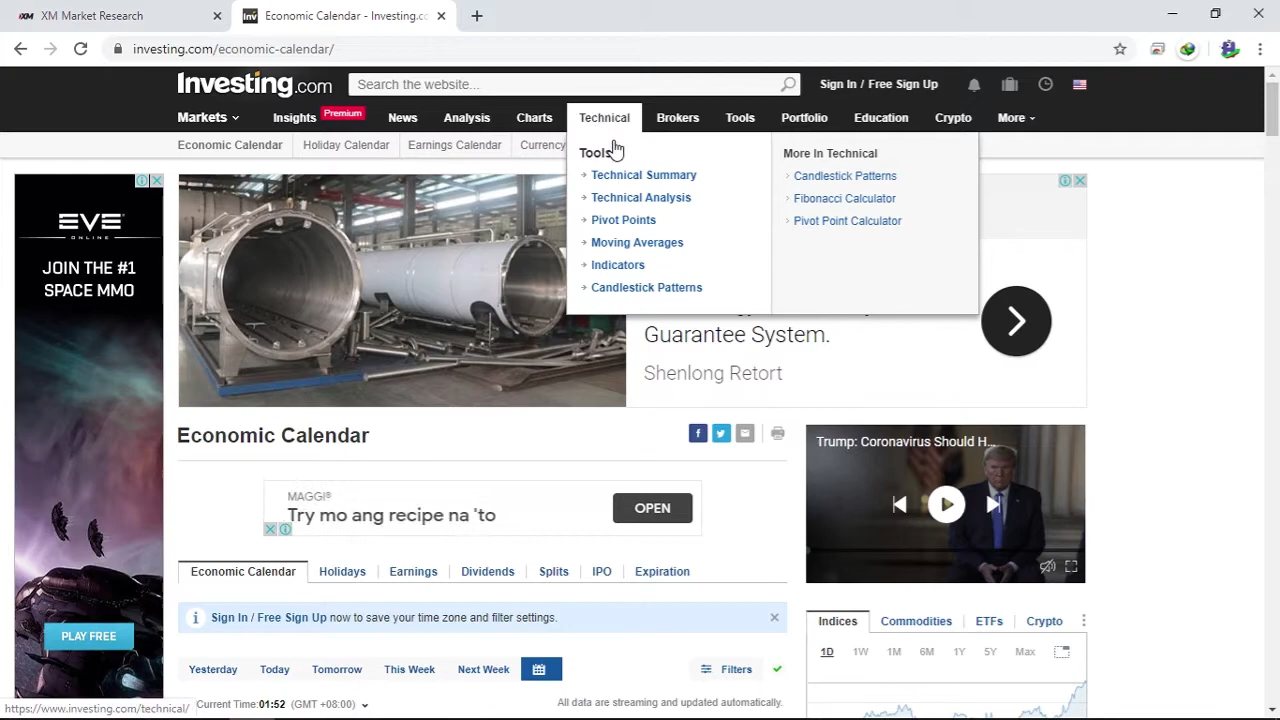 XM Market Research
Economic Calendar - Investing.cc
investing.com/economic-calendar/
Investing.com
Search the website...
Sign In / Free Sign Up
Markets
Insights
Premium
News
Analysis
Charts
Technical
Brokers
Tools
Portfolio
Education
Crypto
More
Economic Calendar
Holiday Calendar
Earnings Calendar
Currency
Tools
Technical Summary
Technical Analysis
Pivot Points
Moving Averages
Indicators
Candlestick Patterns
More In Technical
Candlestick Patterns
Fibonacci Calculator
Pivot Point Calculator
EVE
ONLINE
JOIN THE #1
SPACE MMO
PLAY FREE
Guarantee System.
Shenlong Retort
Economic Calendar
MAGGI®
Try mo ang recipe na 'to
OPEN
Trump: Coronavirus Should H...
Economic Calendar
Holidays
Earnings
Dividends
Splits
IPO
Expiration
Sign In / Free Sign Up now to save your time zone and filter settings.
Yesterday
Today
Tomorrow
This Week
Next Week
Filters
Current Time: 01:52 (GMT +08:00)
All data are streaming and updated automatically.
Indices
Commodities
ETFs
Crypto
1D
1W
1M
6M
1Y
5Y
Max
https://www.investing.com/technical/